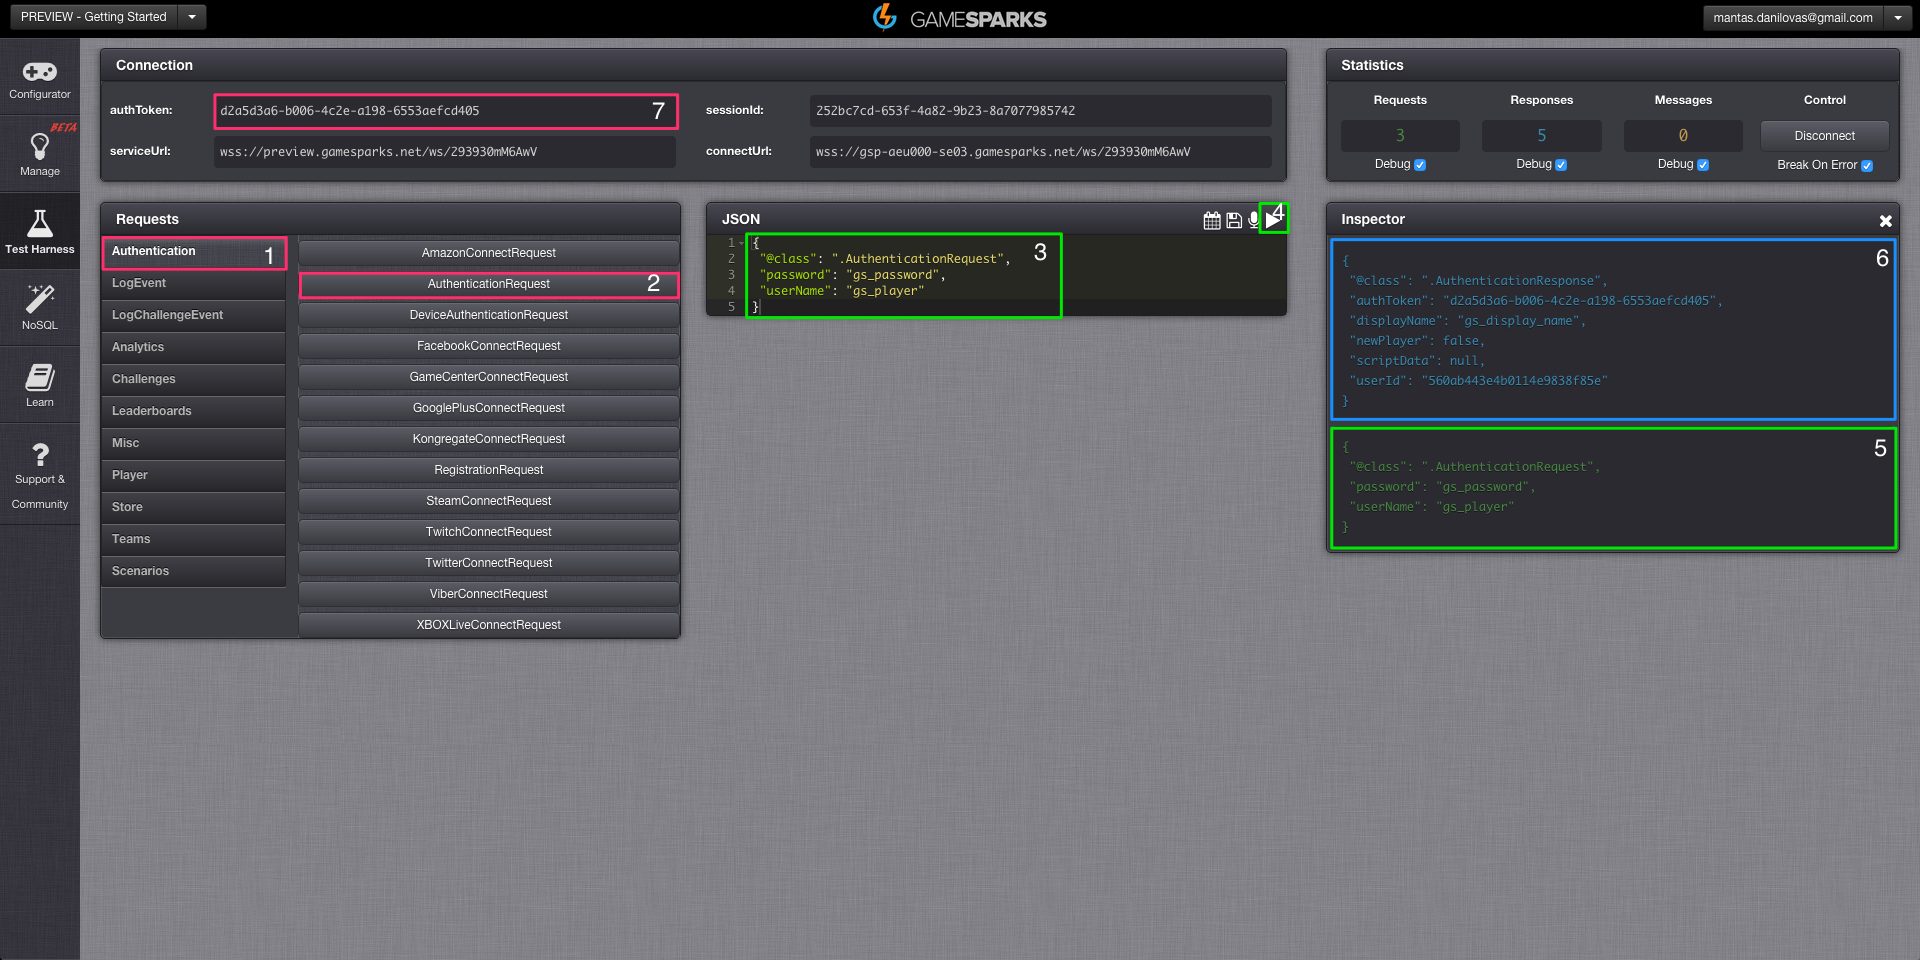 PREVIEW - Getting Started
GAMESPARKS
mantas.danilovas@gmail.com
Configurator
BETA
Manage
Test Harness
NoSQL
Learn
Support &
Community
Connection
authToken:
d2a5d3a6-b006-4c2e-a198-6553aefcd405
7
sessionId:
252bc7cd-653f-4a82-9b23-8a7077985742
serviceUrl:
wss://preview.gamesparks.net/ws/293930mM6AwV
connectUrl:
wss://gsp-aeu000-se03.gamesparks.net/ws/293930mM6AwV
Statistics
Requests
Responses
Messages
Control
3
5
0
Disconnect
Debug
Debug
Debug
Break On Error
Requests
Authentication
1
LogEvent
LogChallengeEvent
Analytics
Challenges
Leaderboards
Misc
Player
Store
Teams
Scenarios
AmazonConnectRequest
AuthenticationRequest
2
DeviceAuthenticationRequest
FacebookConnectRequest
GameCenterConnectRequest
GooglePlusConnectRequest
KongregateConnectRequest
RegistrationRequest
SteamConnectRequest
TwitchConnectRequest
TwitterConnectRequest
ViberConnectRequest
XBOXLiveConnectRequest
JSON
4
1 {
2 "@class": ".AuthenticationRequest",
3 "password": "gs_password",
4 "userName": "gs_player"
5 }
3
Inspector
6
{
"@class": ".AuthenticationResponse",
"authToken": "d2a5d3a6-b006-4c2e-a198-6553aefcd405",
"displayName": "gs_display_name",
"newPlayer": false,
"scriptData": null,
"userId": "560ab443e4b0114e9838f85e"
}
5
{
"@class": ".AuthenticationRequest",
"password": "gs_password",
"userName": "gs_player"
}